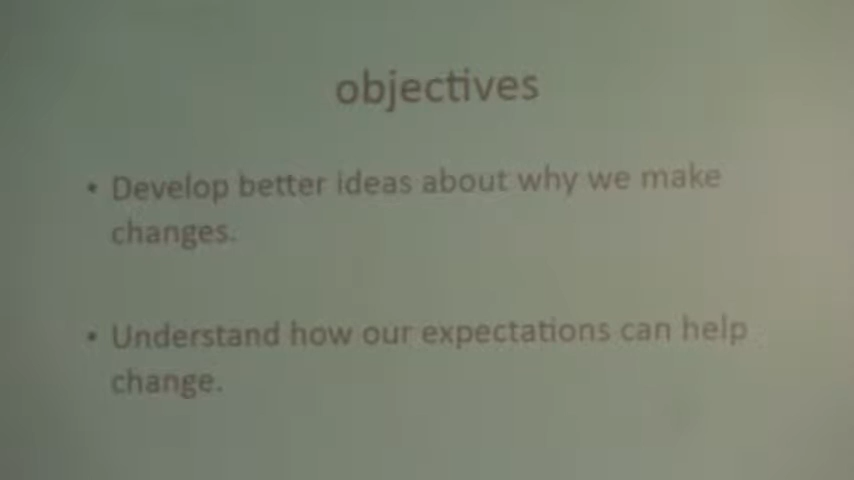 objectives
• Develop better ideas about why we make
changes.
• Understand how our expectations can help
change.